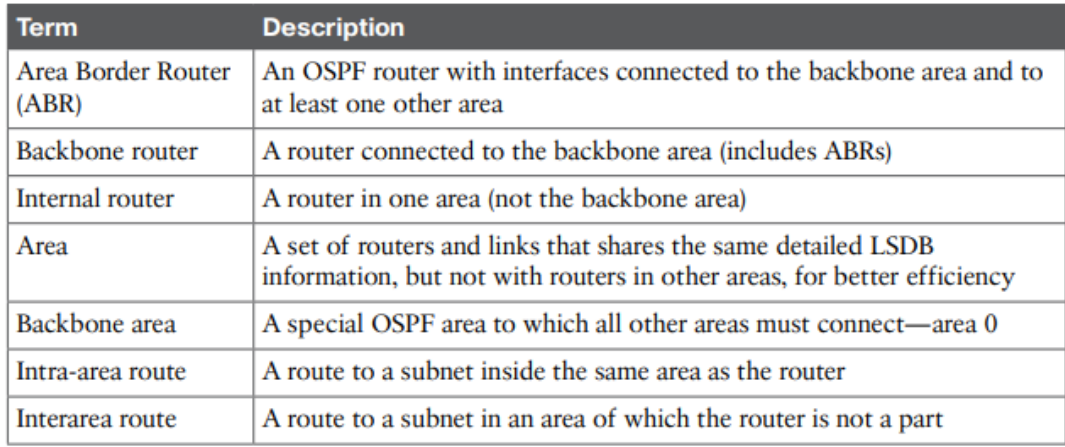 Term Description
Area Border Router An OSPF router with interfaces connected to the backbone area and to
(ABR) at least one other area
Backbone router A router connected to the backbone area (includes ABRs)
Internal router A router in one area (not the backbone area)
Area A set of routers and links that shares the same detailed LSDB
information, but not with routers in other areas, for better efficiency
Backbone area A special OSPF area to which all other areas must connect—area 0
Intra-area route A route to a subnet inside the same area as the router
Interarea route A route to a subnet in an area of which the router is not a part